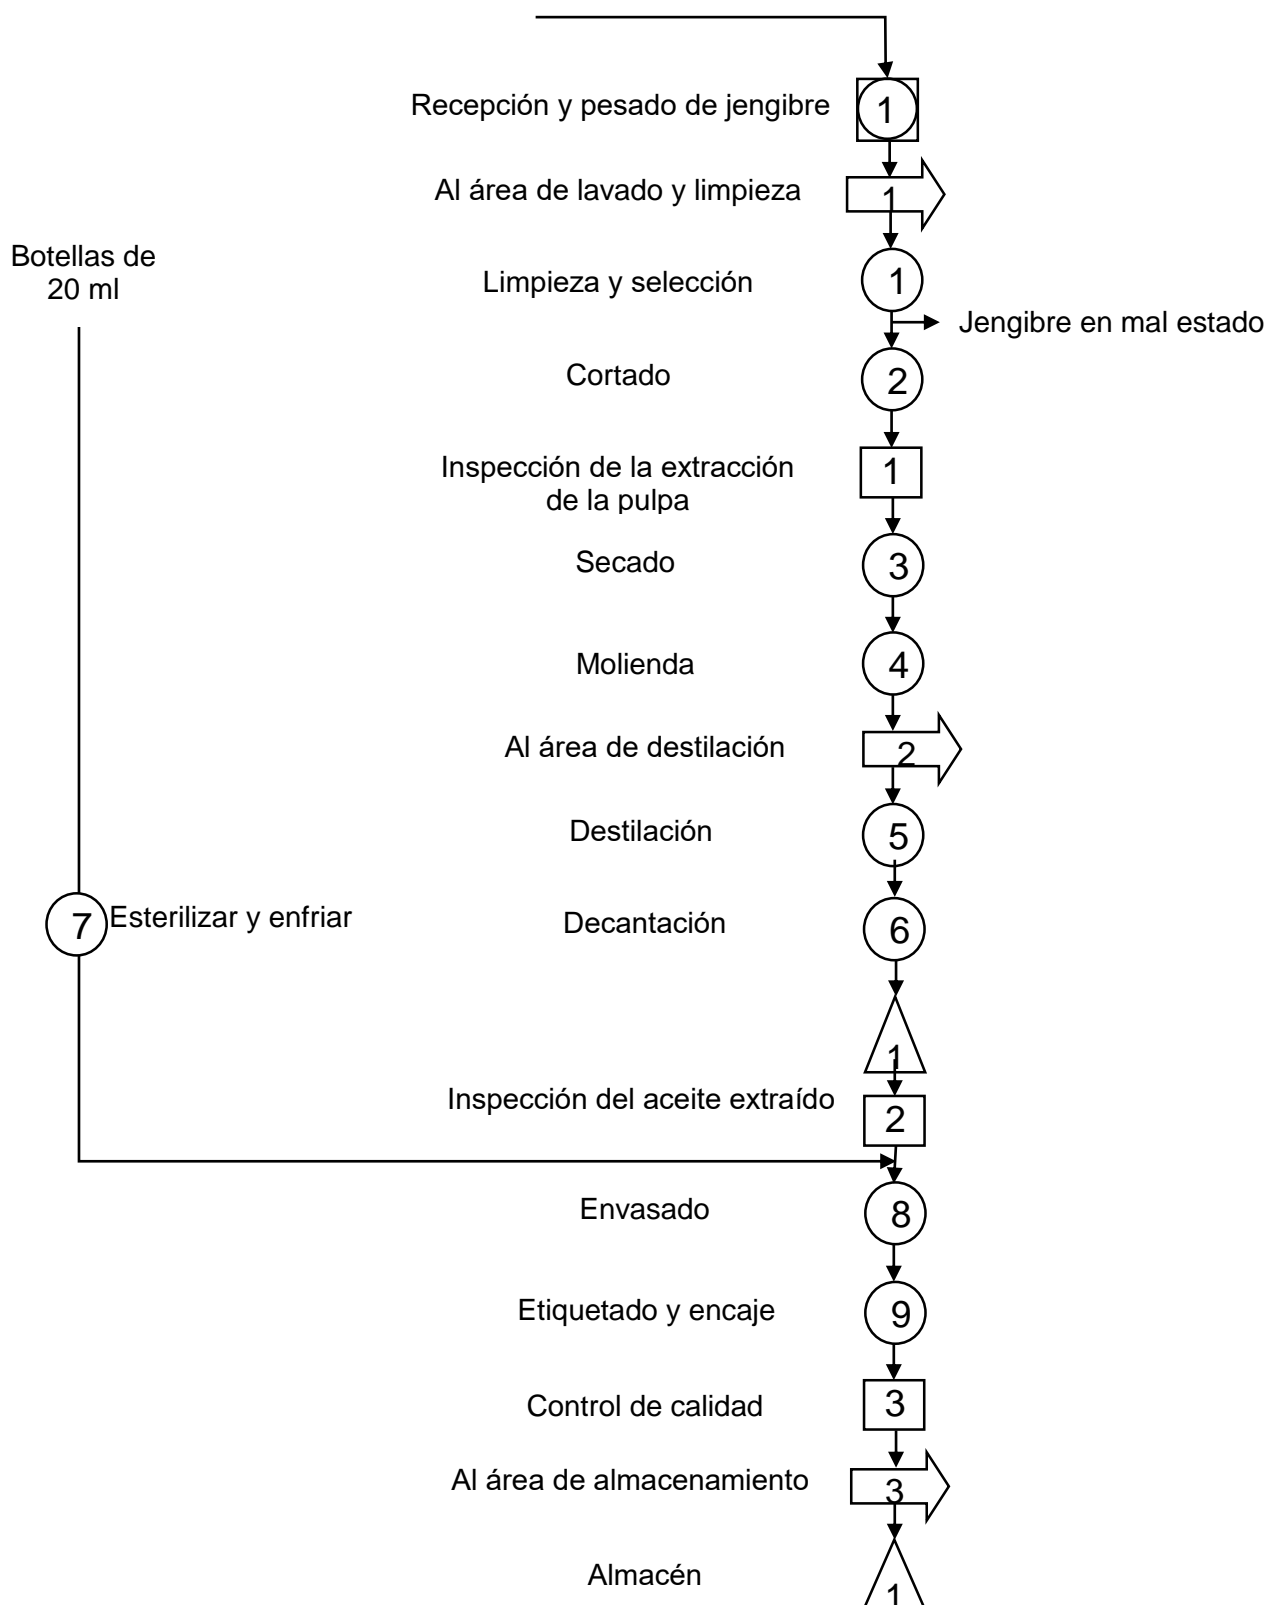 Recepción y pesado de jengibre
1
Al área de lavado y limpieza
1
Botellas de
20 ml
Limpieza y selección
1
Jengibre en mal estado
Cortado
2
Inspección de la extracción
de la pulpa
1
Secado
3
Molienda
4
Al área de destilación
2
Destilación
5
7
Esterilizar y enfriar
Decantación
6
1
Inspección del aceite extraído
2
Envasado
8
Etiquetado y encaje
9
Control de calidad
3
Al área de almacenamiento
3
Almacén
1